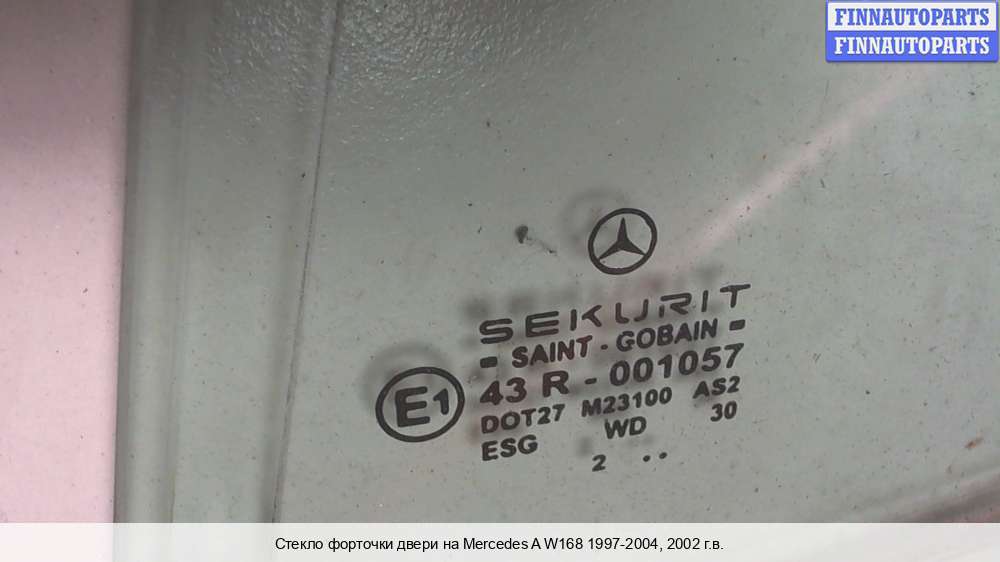 FINNAUTOPARTS
FINNAUTOPARTS
SEKURIT
- SAINT - GOBAIN -
E1 43 R - 001057
DOT27 M23100 AS2
ESG WD 30
2 ..
Стекло форточки двери на Mercedes A W168 1997-2004, 2002 г.в.